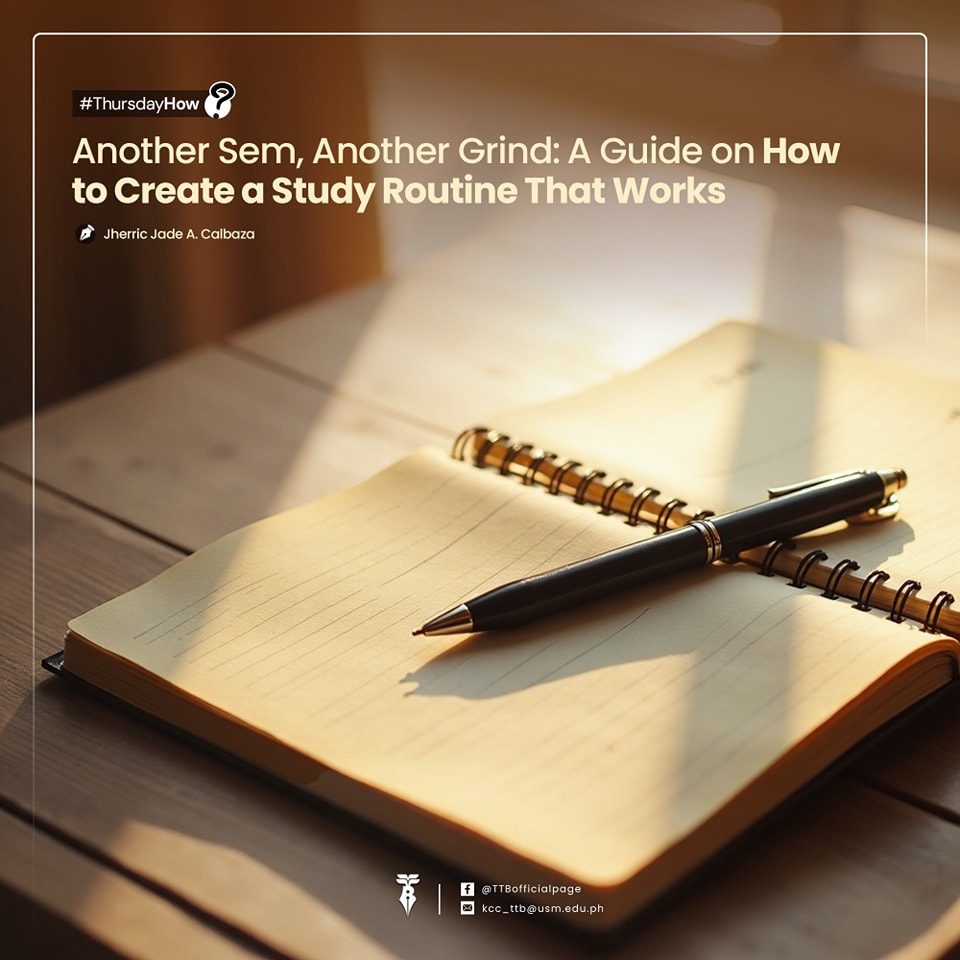 #ThursdayHow
Another Sem, Another Grind: A Guide on How
to Create a Study Routine That Works
Jherric Jade A. Calbaza
@TTBofficialpage
kcc_ttb@usm.edu.ph